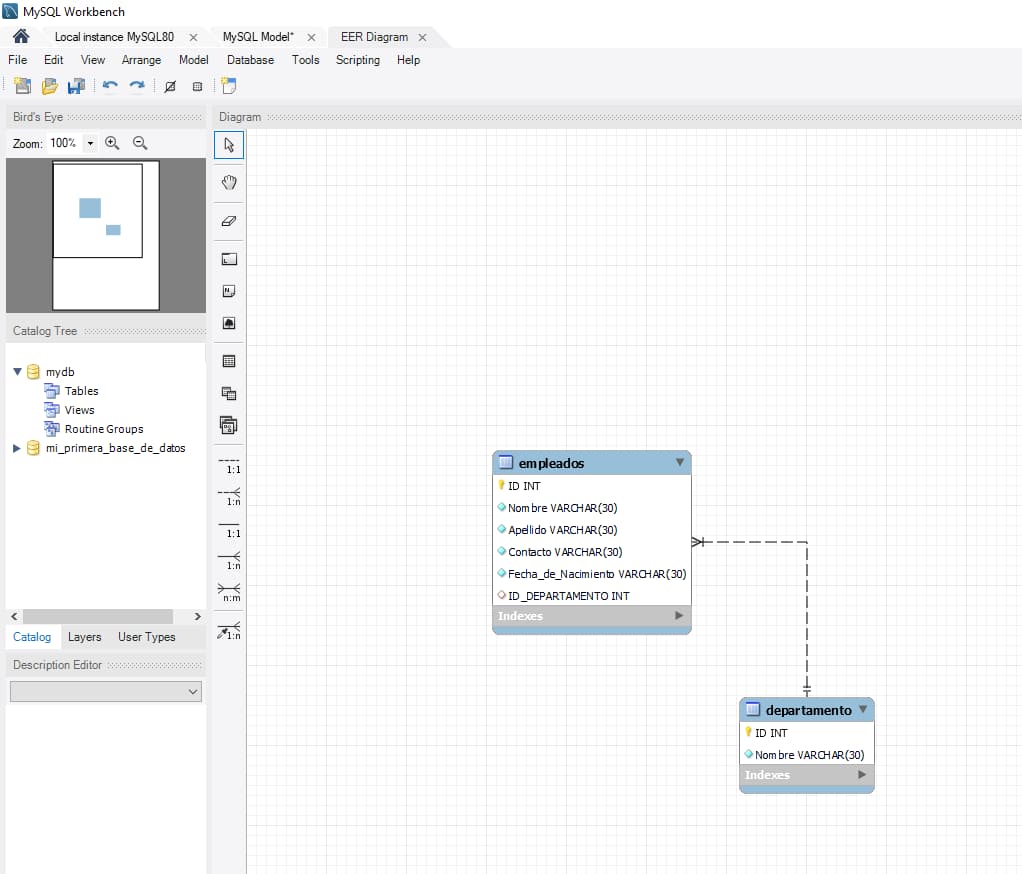 MySQL Workbench
Local instance MySQL80
MySQL Model*
EER Diagram
File Edit View Arrange Model Database Tools Scripting Help
Bird's Eye
Diagram
Zoom: 100%
Catalog Tree
mydb
Tables
Views
Routine Groups
mi_primera_base_de_datos
Catalog Layers User Types
Description Editor
1:1
1:n
1:1
1:n
n:m
1:n
empleados
ID INT
Nombre VARCHAR(30)
Apellido VARCHAR(30)
Contacto VARCHAR(30)
Fecha_de_Nacimiento VARCHAR(30)
ID_DEPARTAMENTO INT
Indexes
departamento
ID INT
Nombre VARCHAR(30)
Indexes